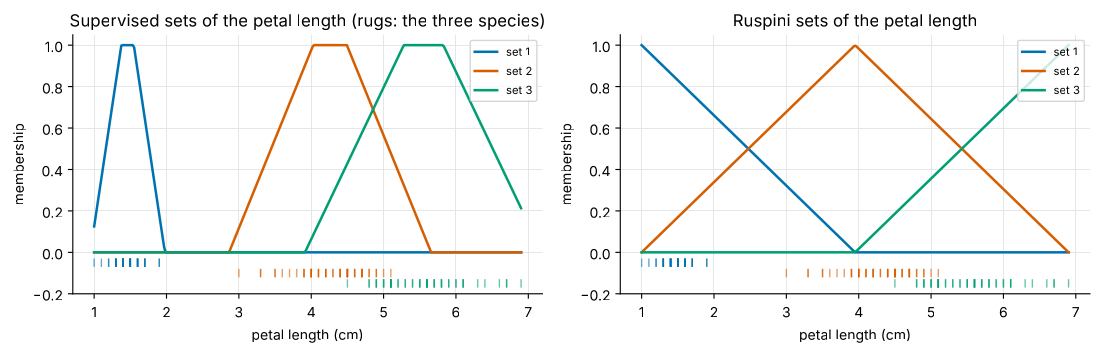 Supervised sets of the petal length (rugs: the three species)
1.0
0.8
0.6
0.4
0.2
0.0
−0.2
membership
set 1
set 2
set 3
1 2 3 4 5 6 7
petal length (cm)
Ruspini sets of the petal length
1.0
0.8
0.6
0.4
0.2
0.0
−0.2
membership
set 1
set 2
set 3
1 2 3 4 5 6 7
petal length (cm)